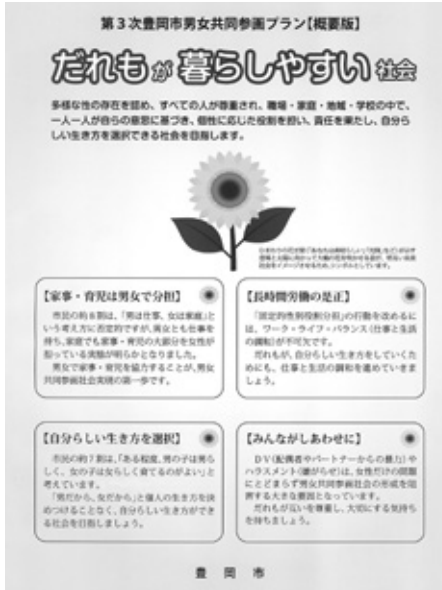 第３次豊岡市男女共同参画プラン【概要版】
だれもが暮らしやすい社会
多様な性の存在を認め、すべての人が尊重され、職場・家庭・地域・学校の中で、
一人一人が自らの意思に基づき、個性に応じた役割を担い、責任を果たし、自分ら
しい生き方を選択できる社会を目指します。
【家事・育児は男女で分担】
市民の約８割は、「男は仕事、女は家庭」と
いう考え方に否定的ですが、男女とも仕事を
持ち、家庭でも家事・育児の大部分を女性が
担っている実態が明らかとなりました。
男女で家事・育児を協力することが、男女
共同参画社会実現の第一歩です。
【長時間労働の是正】
「固定的性別役割分担」の行動を改めるに
は、ワーク・ライフ・バランス（仕事と生活
の調和）が不可欠です。
だれもが、自分らしい生き方をしていくた
めにも、仕事と生活の調和を進めていきま
しょう。
【自分らしい生き方を選択】
市民の約７割は、「ある程度、男の子は男ら
しく、女の子は女らしく育てるのがよい」と
考えています。
「男だから、女だから」と個人の生き方を決
めつけることなく、自分らしい生き方ができ
る社会を目指しましょう。
【みんながしあわせに】
ＤＶ（配偶者やパートナーからの暴力）や
ハラスメント（嫌がらせ）は、女性だけの問題
にとどまらず男女共同参画社会の形成を阻
害する大きな要因となっています。
だれもが互いを尊重し、大切にする気持ち
を持ちましょう。
豊岡市